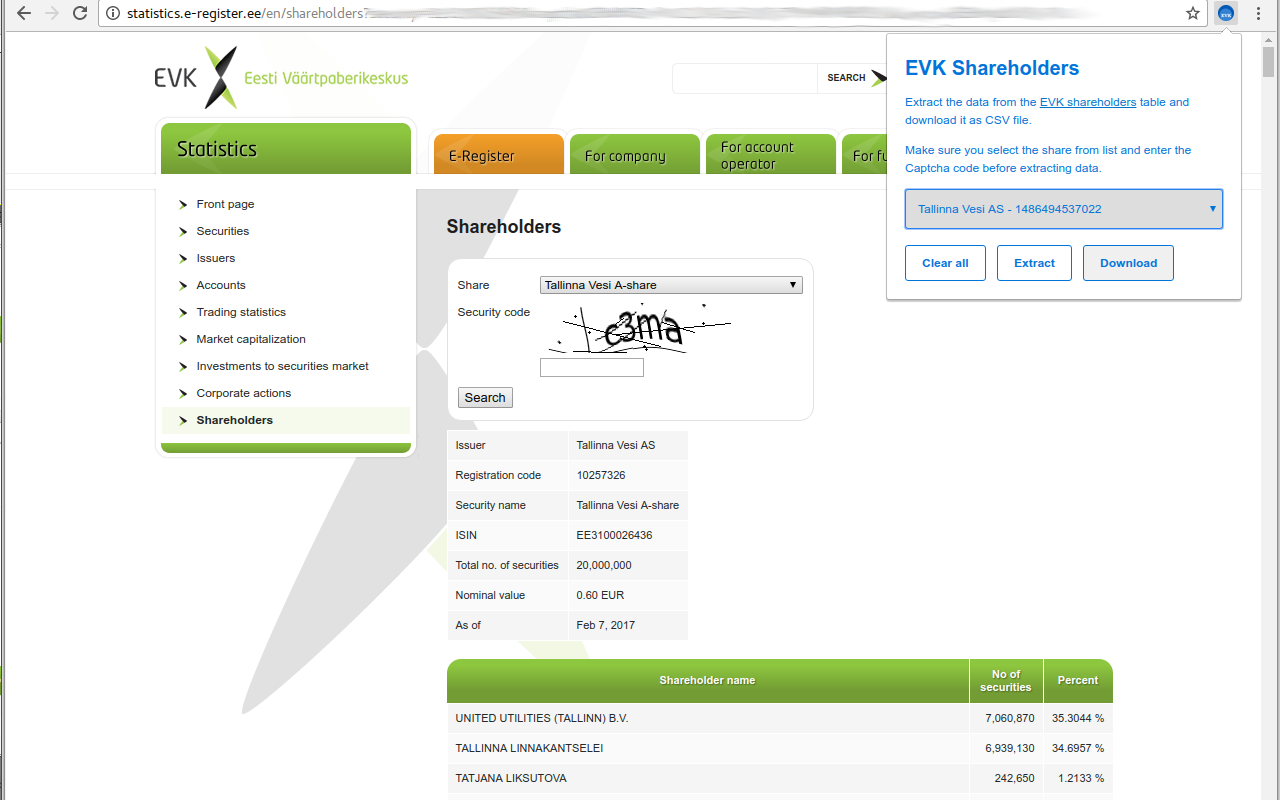 statistics.e-register.ee/en/shareholders?
EVK
Eesti Väärtpaberikeskus
SEARCH
Statistics
E-Register
For company
For account
operator
For fu
Front page
Securities
Issuers
Accounts
Trading statistics
Market capitalization
Investments to securities market
Corporate actions
Shareholders
EVK Shareholders
Extract the data from the EVK shareholders table and
download it as CSV file.
Make sure you select the share from list and enter the
Captcha code before extracting data.
Tallinna Vesi AS - 1486494537022
Clear all Extract Download
Shareholders
Share Tallinna Vesi A-share
Security code
c3ma
Search
Issuer Tallinna Vesi AS
Registration code 10257326
Security name Tallinna Vesi A-share
ISIN EE3100026436
Total no. of securities 20,000,000
Nominal value 0.60 EUR
As of Feb 7, 2017
Shareholder name No of
securities Percent
UNITED UTILITIES (TALLINN) B.V. 7,060,870 35.3044 %
TALLINNA LINNAKANTSELEI 6,939,130 34.6957 %
TATJANA LIKSUTOVA 242,650 1.2133 %